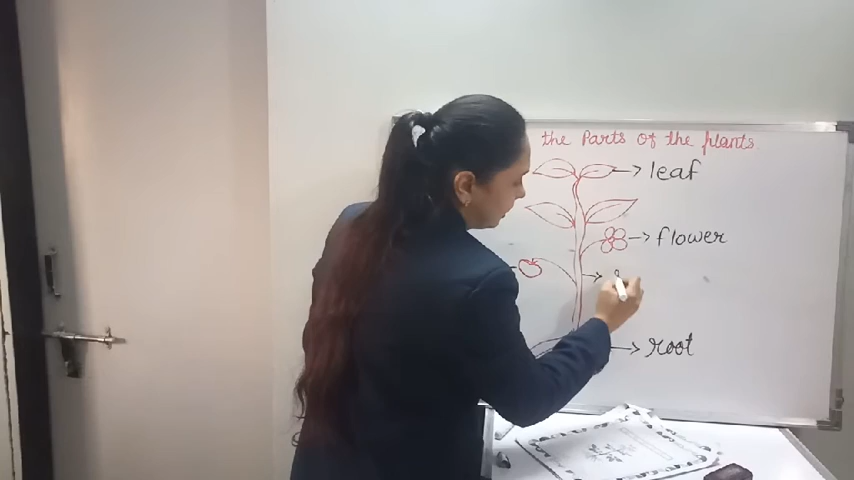 the Parts of the plants
leaf
flower
root